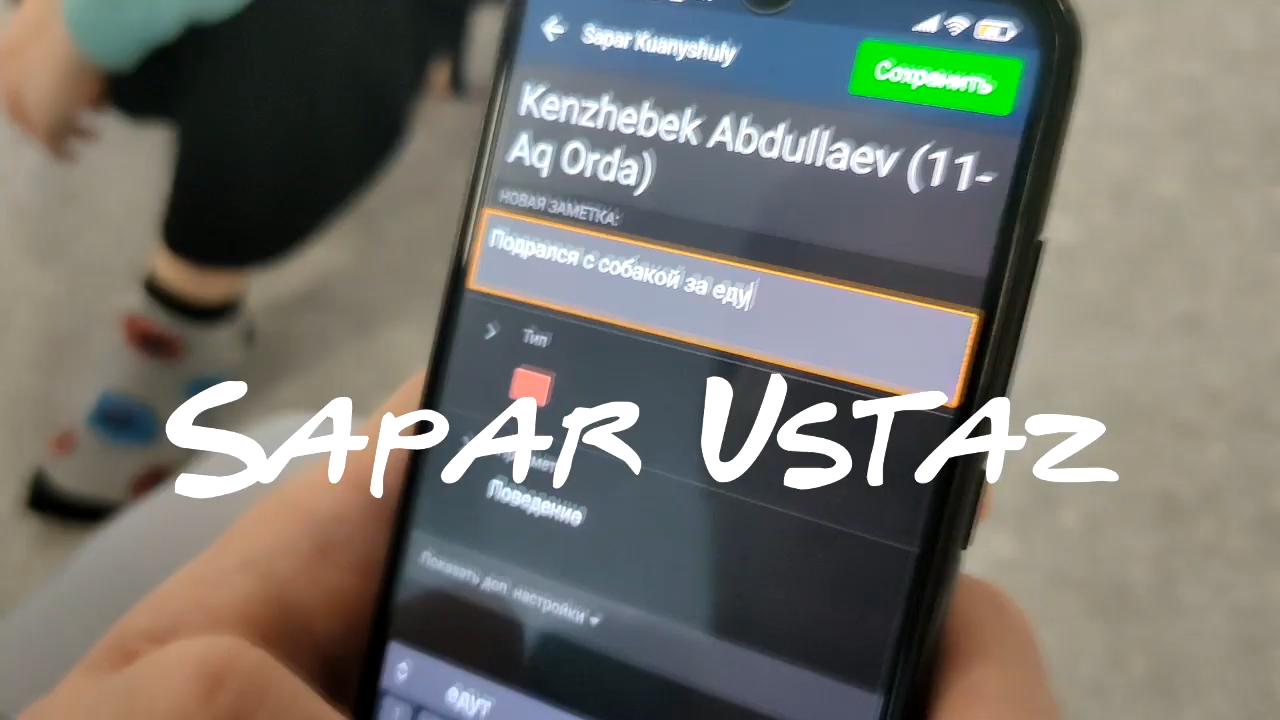 Sapar Kuanyshuly
Сохранить
Kenzhebek Abdullaev (11-
Aq Orda)
НОВАЯ ЗАМЕТКА:
Подрался с собакой за еду
Тип
SAPAR USTAZ
Поведение
Показать доп. настройки
едут